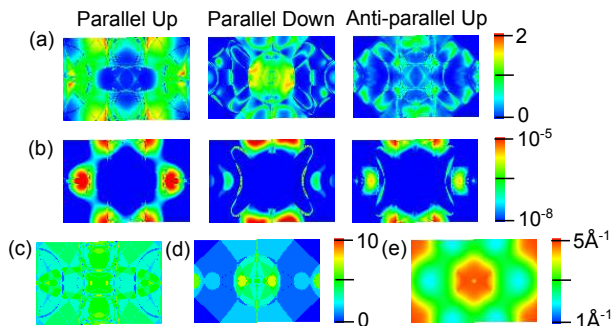 Parallel Up Parallel Down Anti-parallel Up
(a)
2
0
(b)
10-5
10-8
(c) (d) 10 (e) 5Å-1
0 1Å-1